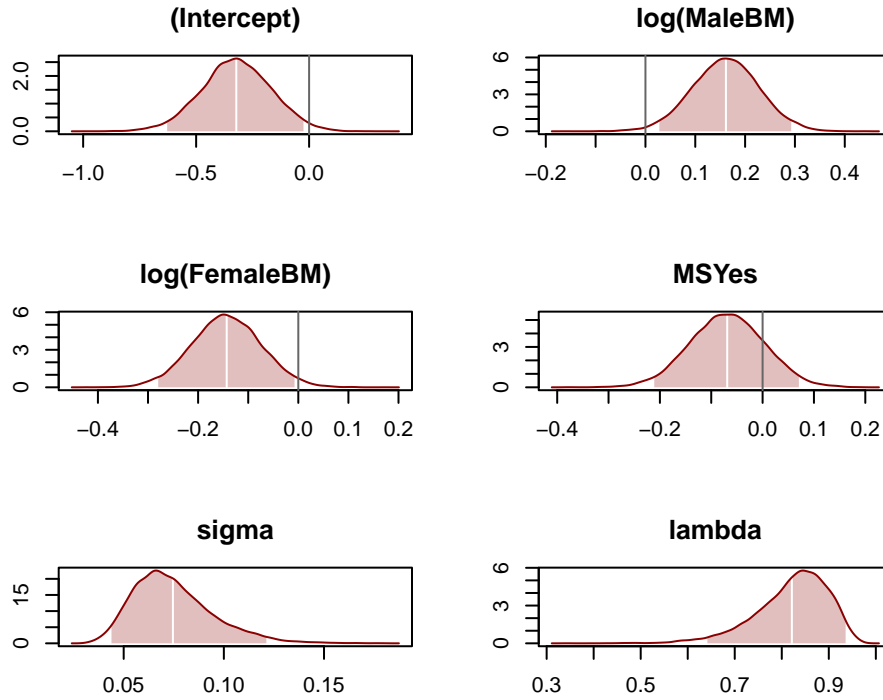 (Intercept)
0.0 2.0
−1.0 −0.5 0.0
log(MaleBM)
0 3 6
−0.2 0.0 0.1 0.2 0.3 0.4
log(FemaleBM)
0 3 6
−0.4 −0.2 0.0 0.1 0.2
MSYes
0 3
−0.4 −0.2 0.0 0.1 0.2
sigma
0 15
0.05 0.10 0.15
lambda
0 3 6
0.3 0.5 0.7 0.9